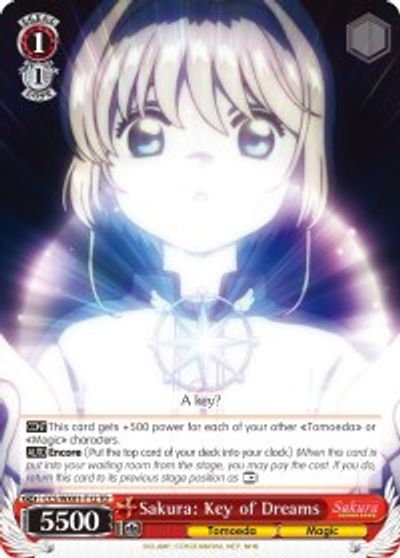 1
1
A key?
CONT This card gets +500 power for each of your other «Tomoeda» or
«Magic» characters.
AUTO Encore (Put the top card of your deck into your clock) (When this card is
put into your waiting room from the stage, you may pay the cost. If you do,
return this card to its previous stage position as
5500
Sakura: Key of Dreams
Sakura
Tomoeda Magic